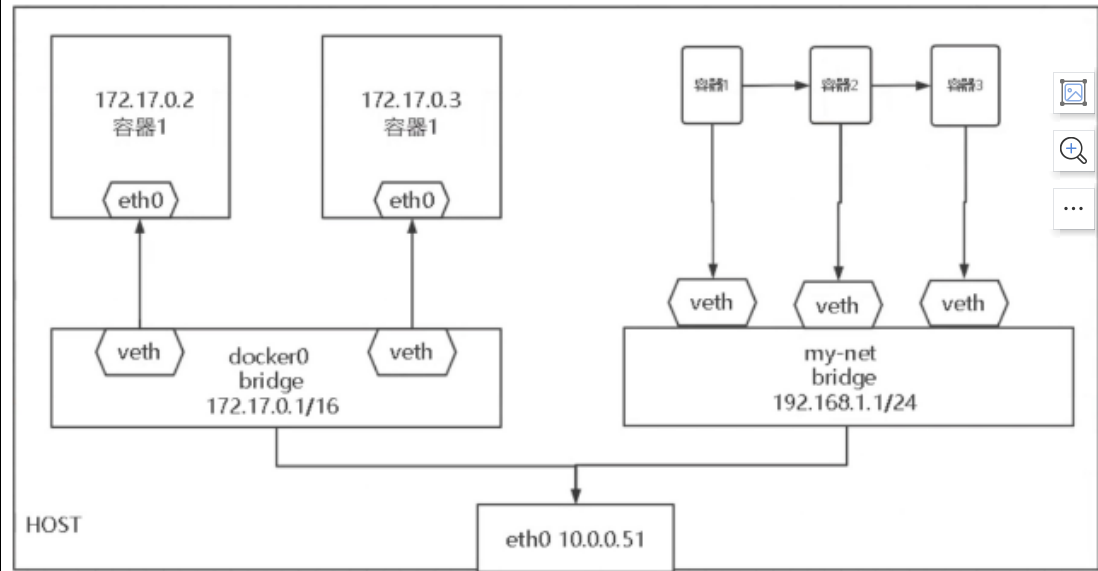 172.17.0.2
容器1
eth0
172.17.0.3
容器1
eth0
容器1
容器2
容器3
veth
veth
docker0
bridge
172.17.0.1/16
veth
veth
veth
my-net
bridge
192.168.1.1/24
HOST
eth0 10.0.0.51